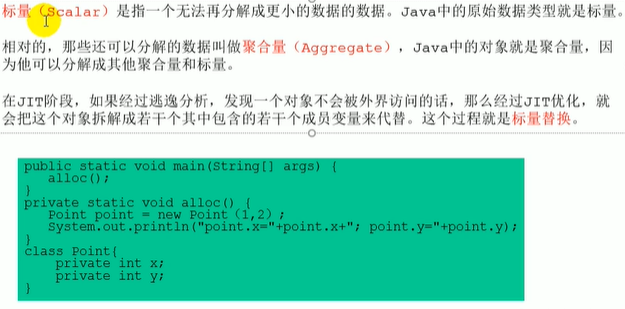 标量（Scalar）是指一个无法再分解成更小的数据的数据。Java中的原始数据类型就是标量。
相对的，那些还可以分解的数据叫做聚合量（Aggregate），Java中的对象就是聚合量，因
为他可以分解成其他聚合量和标量。
在JIT阶段，如果经过逃逸分析，发现一个对象不会被外界访问的话，那么经过JIT优化，就
会把这个对象拆解成若干个其中包含的若干个成员变量来代替。这个过程就是标量替换。
public static void main(String[] args) {
alloc();
}
private static void alloc() {
Point point = new Point（1,2）;
System.out.println("point.x="+point.x+"; point.y="+point.y);
}
class Point{
private int x;
private int y;
}